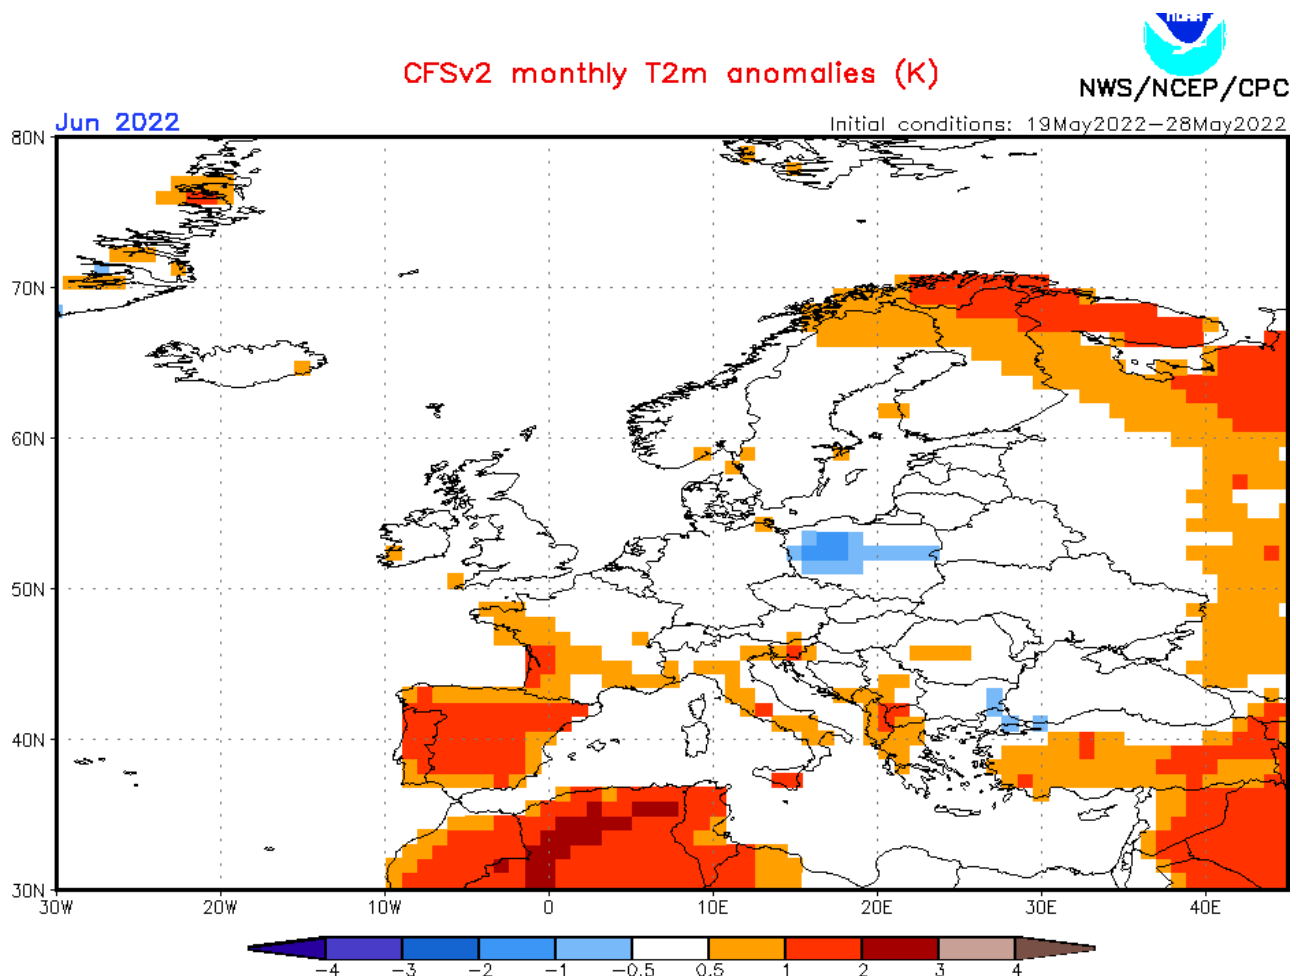 NOAA
CFSv2 monthly T2m anomalies (K)
NWS/NCEP/CPC
Jun 2022
Initial conditions: 19May2022-28May2022
80N
70N
60N
50N
40N
30N
30W 20W 10W 0 10E 20E 30E 40E
-4 -3 -2 -1 -0.5 0.5 1 2 3 4